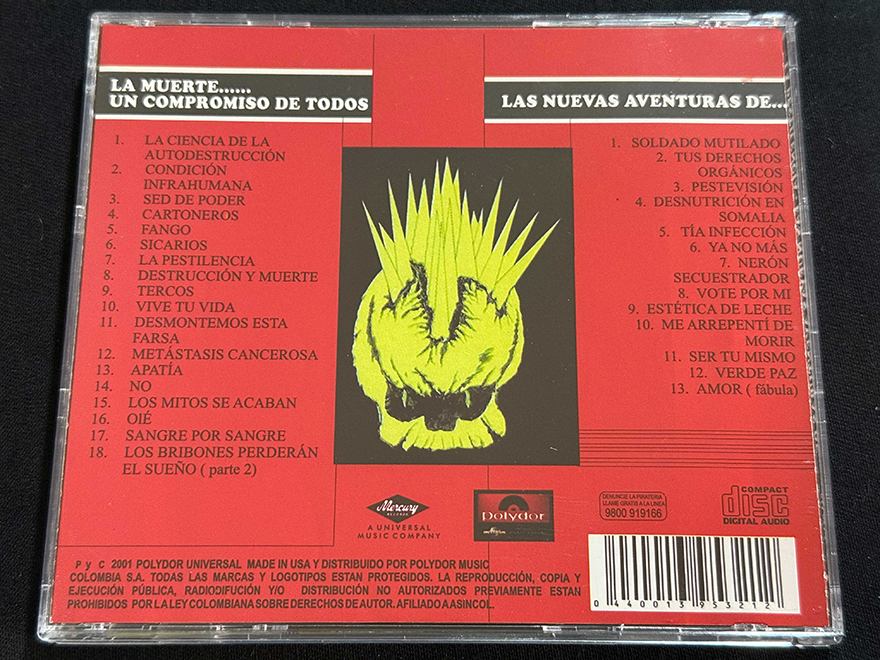 LA MUERTE......
UN COMPROMISO DE TODOS
1. LA CIENCIA DE LA
AUTODESTRUCCIÓN
2. CONDICIÓN
INFRAHUMANA
3. SED DE PODER
4. CARTONEROS
5. FANGO
6. SICARIOS
7. LA PESTILENCIA
8. DESTRUCCIÓN Y MUERTE
9. TERCOS
10. VIVE TU VIDA
11. DESMONTEMOS ESTA
FARSA
12. METÁSTASIS CANCEROSA
13. APATÍA
14. NO
15. LOS MITOS SE ACABAN
16. OIÉ
17. SANGRE POR SANGRE
18. LOS BRIBONES PERDERÁN
EL SUEÑO ( parte 2)
LAS NUEVAS AVENTURAS DE...
1. SOLDADO MUTILADO
2. TUS DERECHOS
ORGÁNICOS
3. PESTEVISIÓN
4. DESNUTRICIÓN EN
SOMALIA
5. TÍA INFECCIÓN
6. YA NO MÁS
7. NERÓN
SECUESTRADOR
8. VOTE POR MI
9. ESTÉTICA DE LECHE
10. ME ARREPENTÍ DE
MORIR
11. SER TU MISMO
12. VERDE PAZ
13. AMOR ( fábula)
Mercury
RECORDS
A UNIVERSAL
MUSIC COMPANY
polydor
DENUNCIE LA PIRATERIA
LLAME GRATIS A LA LINEA
9800 919166
COMPACT
disc
DIGITAL AUDIO
P y C 2001 POLYDOR UNIVERSAL MADE IN USA Y DISTRIBUIDO POR POLYDOR MUSIC
COLOMBIA S.A. TODAS LAS MARCAS Y LOGOTIPOS ESTAN PROTEGIDOS. LA REPRODUCCIÓN, COPIA Y
EJECUCIÓN PÚBLICA, RADIODIFUCIÓN Y/O DISTRIBUCIÓN NO AUTORIZADOS PREVIAMENTE ESTAN
PROHIBIDOS POR LA LEY COLOMBIANA SOBRE DERECHOS DE AUTOR. AFILIADO A ASINCOL.
0 440013 953212